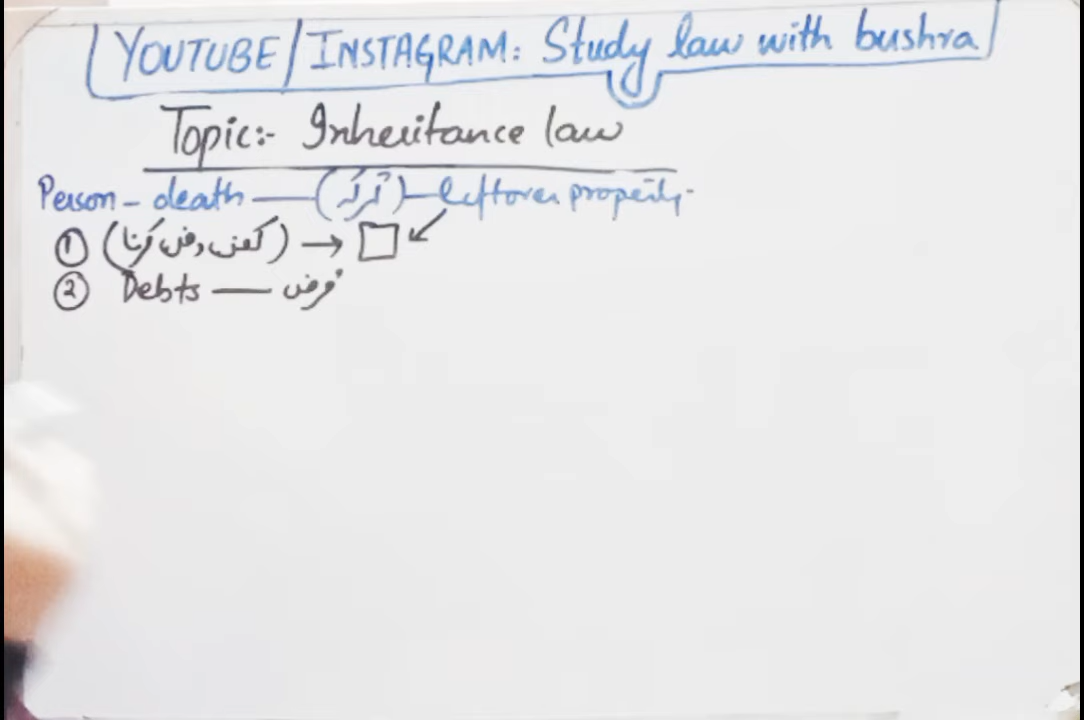 YOUTUBE/INSTAGRAM: Study law with bushra
Topic:- Inheritance law
Person - death — (ترکہ) — leftover property.
① (کفن دفن کرنا) → □ ↙
② Debts — قرض